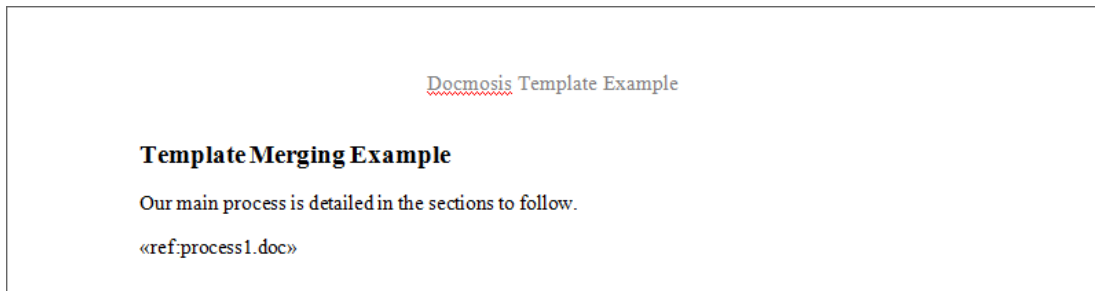 Docmosis Template Example
Template Merging Example
Our main process is detailed in the sections to follow.
«ref:process1.doc»